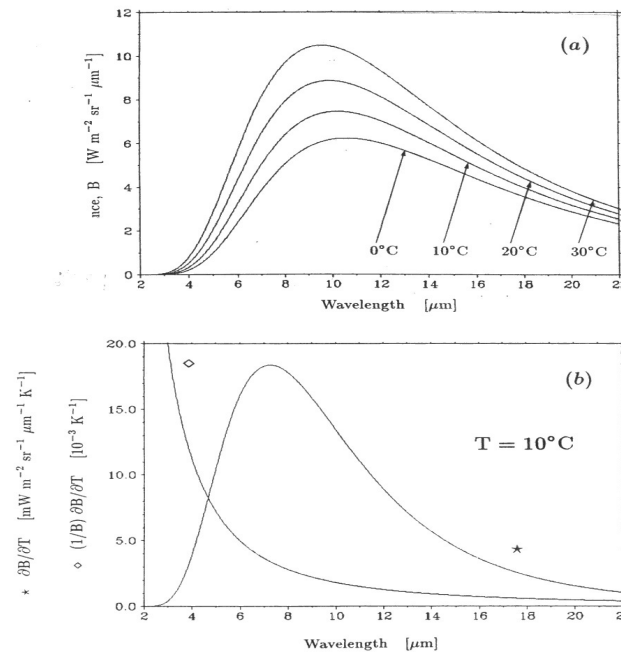 12
10
8
6
4
2
0
nce, B [W m⁻² sr⁻¹ μm⁻¹]
(a)
0°C 10°C 20°C 30°C
2 4 6 8 10 12 14 16 18 20 22
Wavelength [μm]
20.0
15.0
10.0
5.0
0.0
★ ∂B/∂T [mW m⁻² sr⁻¹ μm⁻¹ K⁻¹]
◇ (1/B) ∂B/∂T [10⁻³ K⁻¹]
(b)
T = 10°C
2 4 6 8 10 12 14 16 18 20 22
Wavelength [μm]